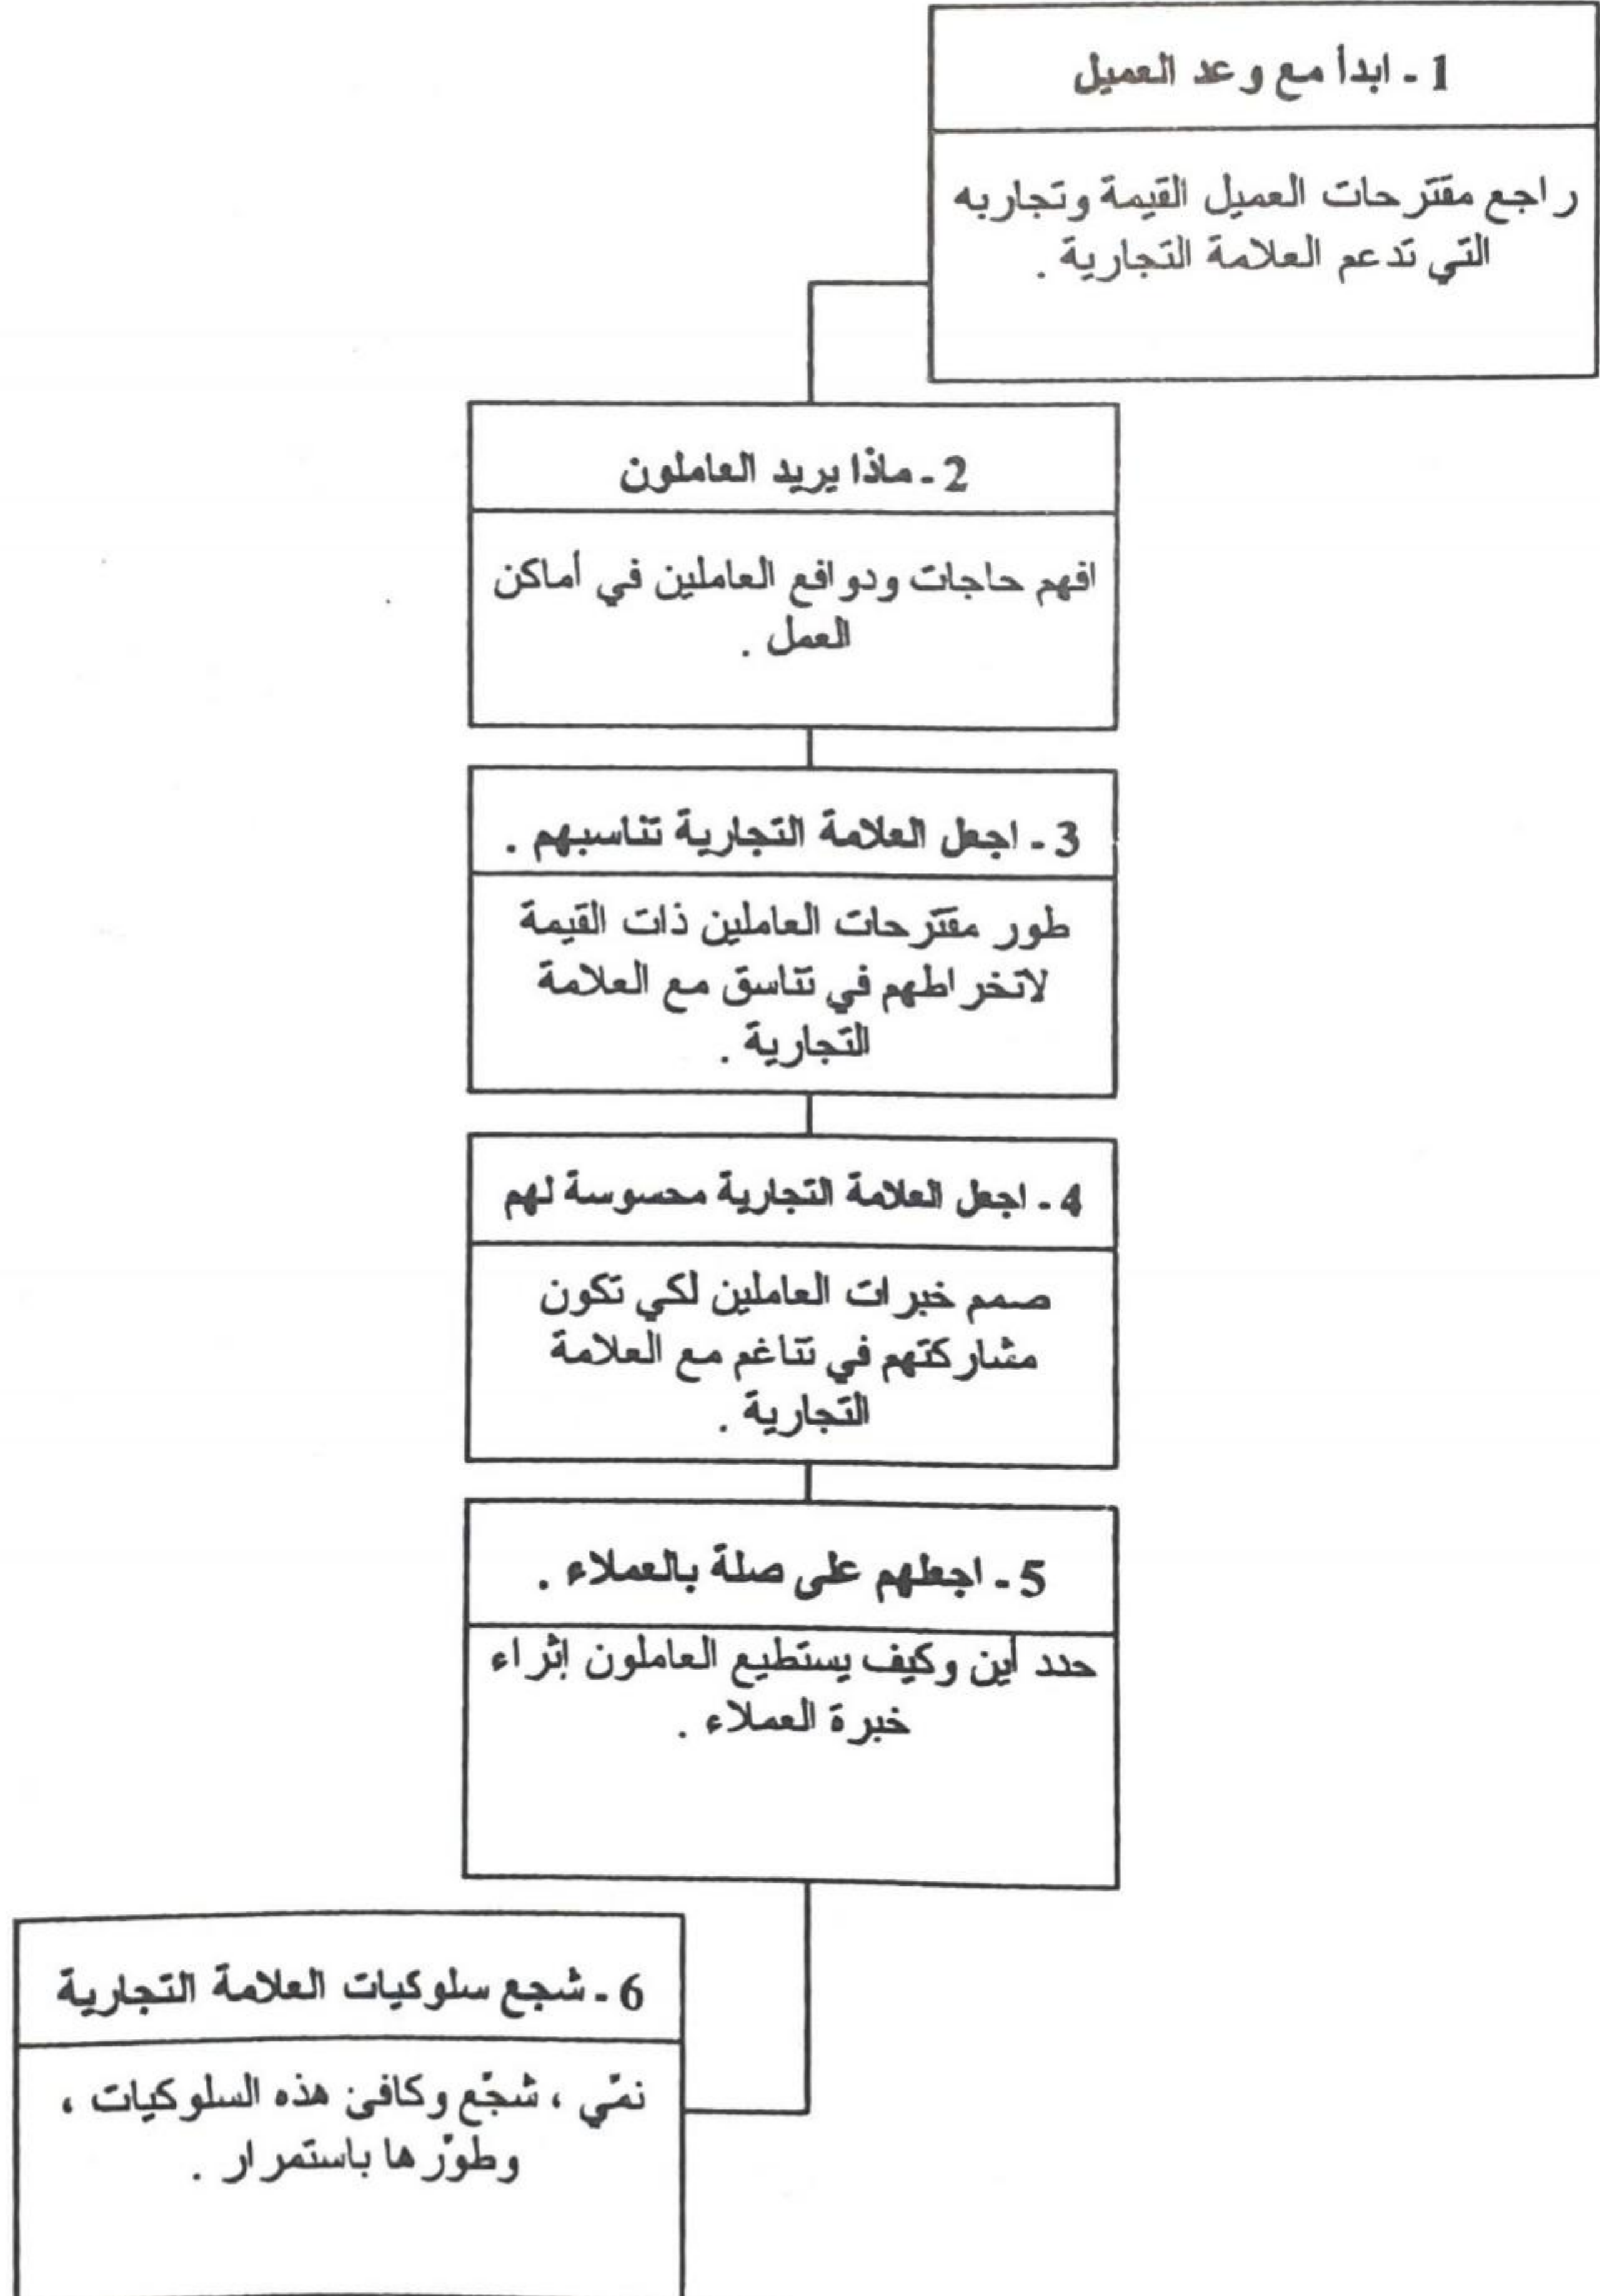 1 - ابدأ مع وعد العميل
راجع مقترحات العميل القيمة وتجاربه
التي تدعم العلامة التجارية .
2 - ماذا يريد العاملون
افهم حاجات ودوافع العاملين في أماكن
العمل .
3 - اجعل العلامة التجارية تناسبهم .
طور مقترحات العاملين ذات القيمة
لانخراطهم في تناسق مع العلامة
التجارية .
4 - اجعل العلامة التجارية محسوسة لهم
صمم خبرات العاملين لكي تكون
مشاركتهم في تناغم مع العلامة
التجارية .
5 - اجعلهم على صلة بالعملاء .
حدد أين وكيف يستطيع العاملون إثراء
خبرة العملاء .
6 - شجع سلوكيات العلامة التجارية
نمّي ، شجّع وكافئ هذه السلوكيات ،
وطوّرها باستمرار .